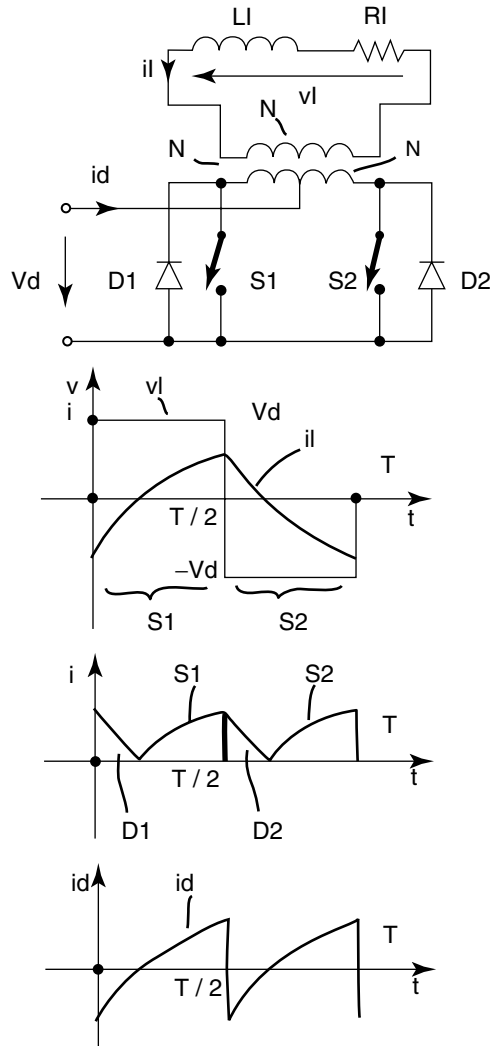 Ll Rl
il
vl
N
N N
id
Vd D1 S1 S2 D2
v
i vl Vd
il
T
T / 2 t
−Vd
S1 S2
i S1 S2
T
T / 2 t
D1 D2
id id
T
T / 2 t